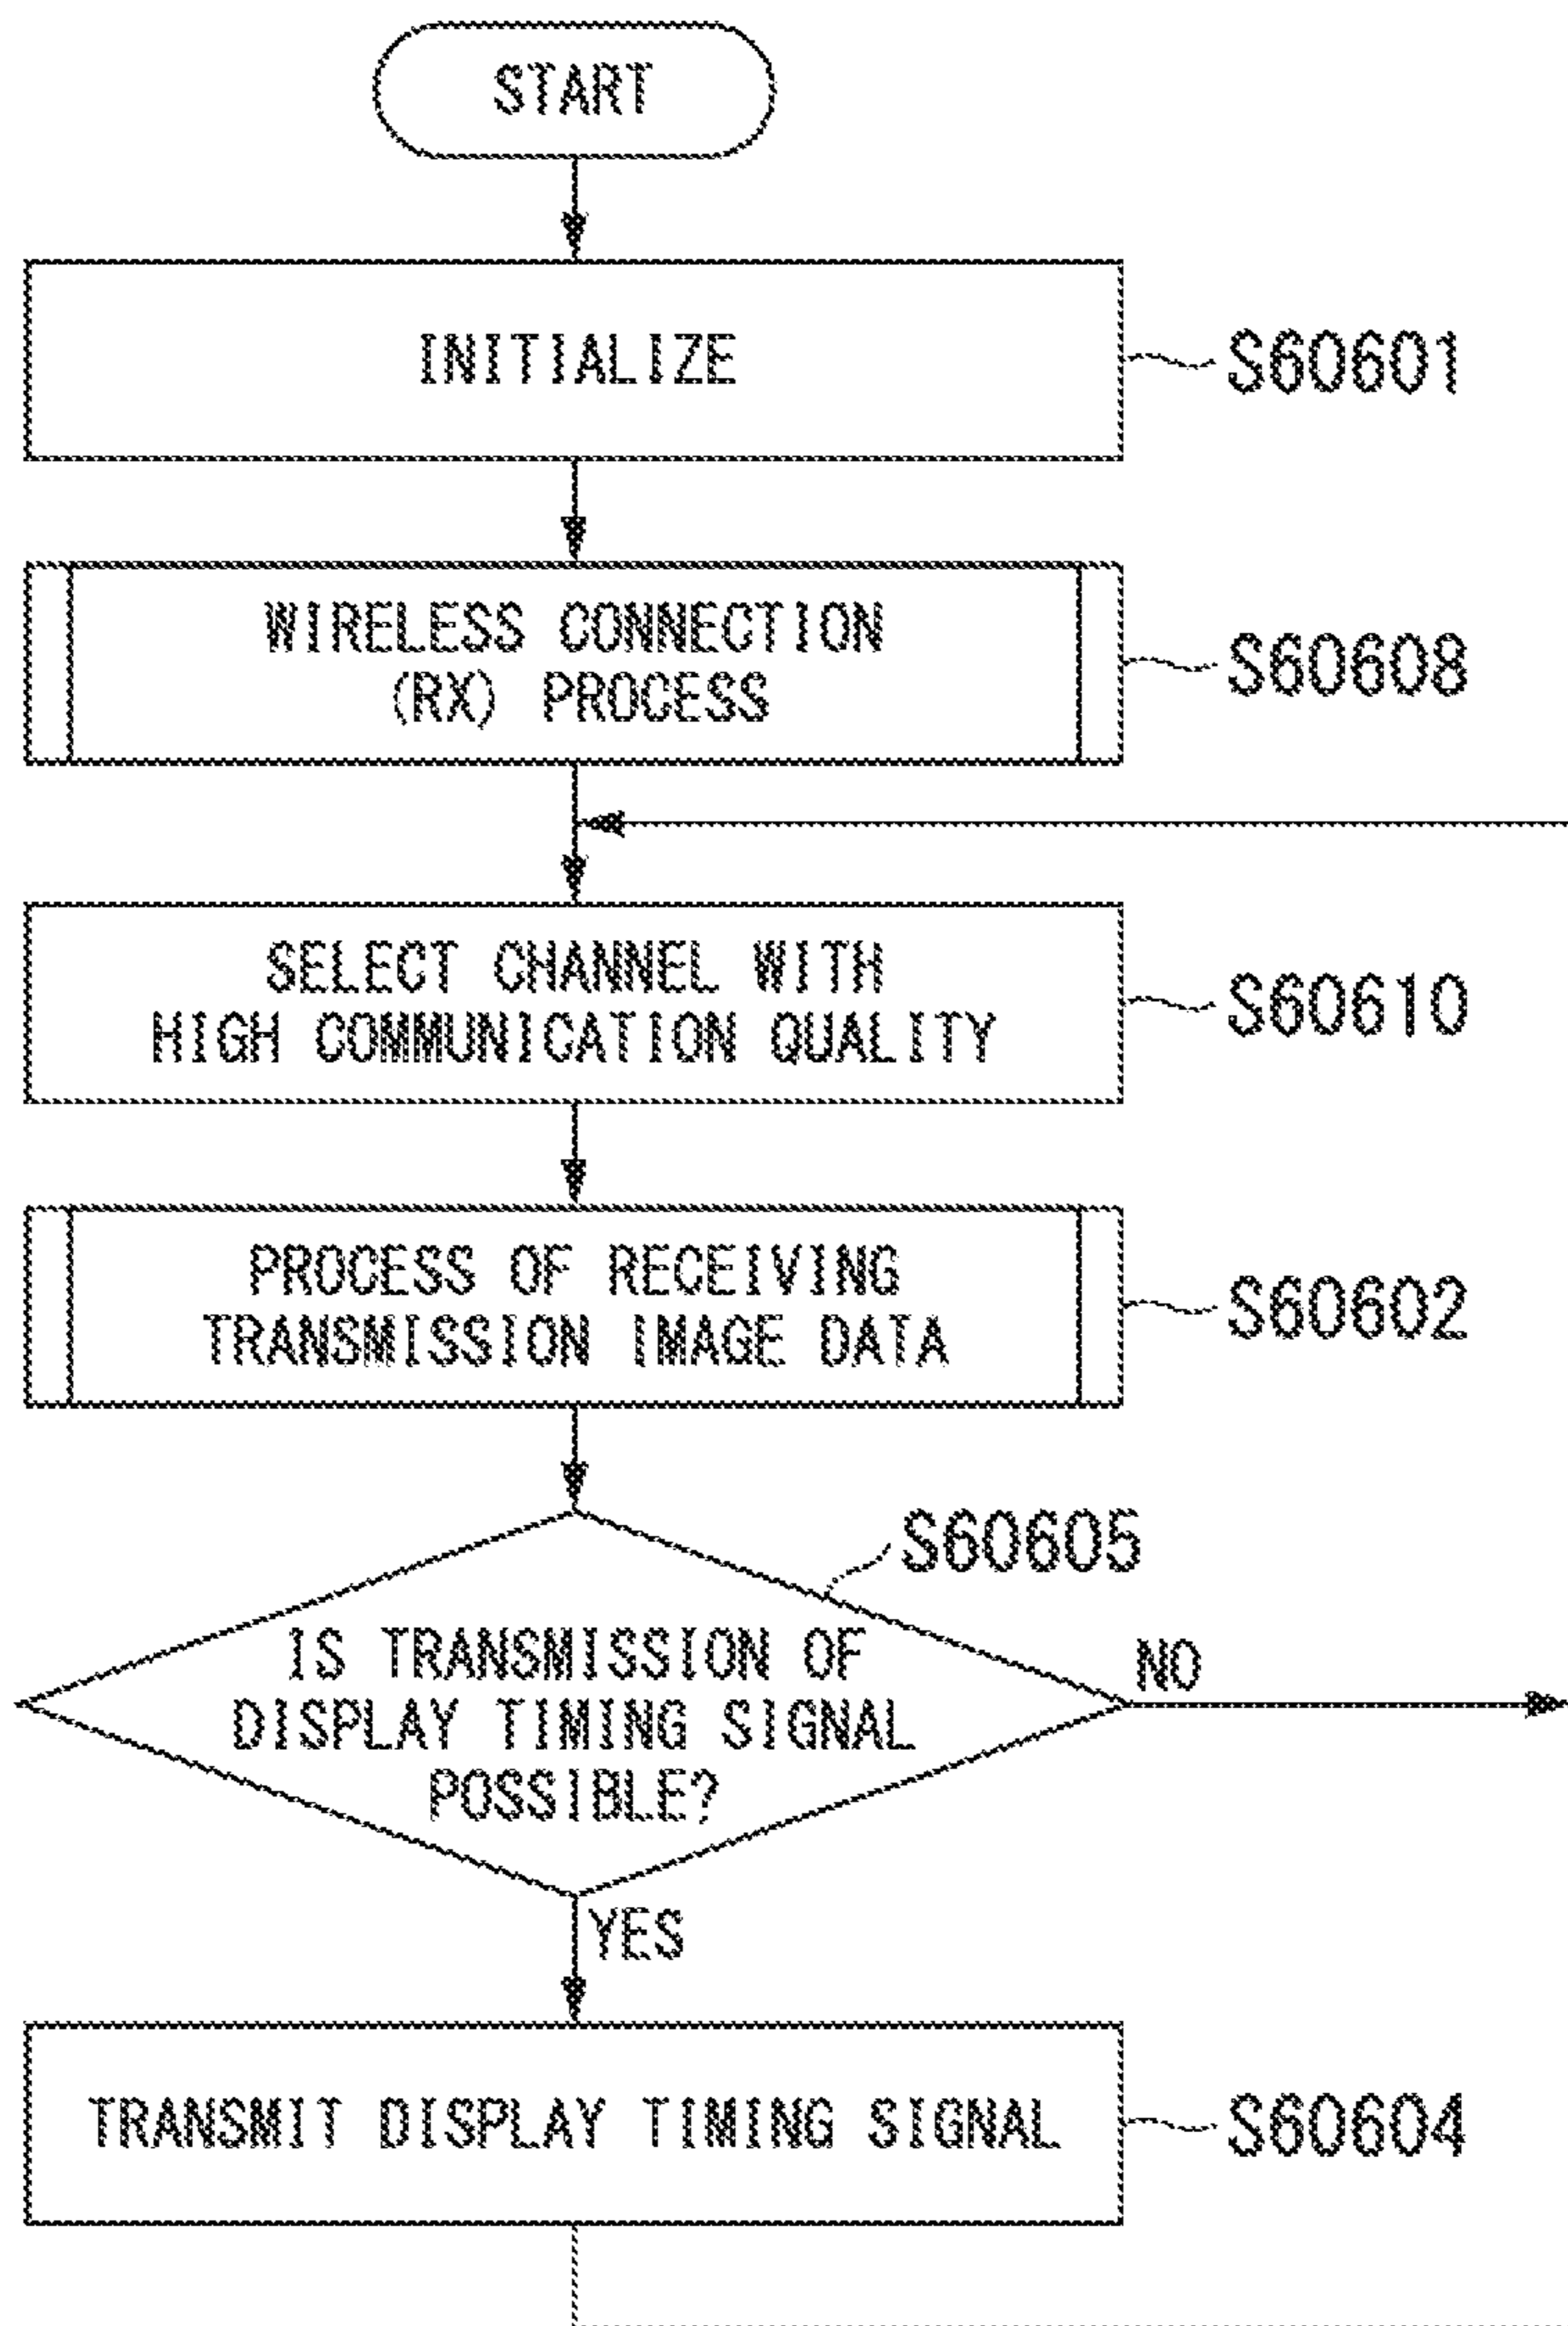 START
INITIALIZE
S60601
WIRELESS CONNECTION
(RX) PROCESS
S60608
SELECT CHANNEL WITH
HIGH COMMUNICATION QUALITY
S60610
PROCESS OF RECEIVING
TRANSMISSION IMAGE DATA
S60602
S60605
IS TRANSMISSION OF
DISPLAY TIMING SIGNAL
POSSIBLE?
NO
YES
TRANSMIT DISPLAY TIMING SIGNAL
S60604